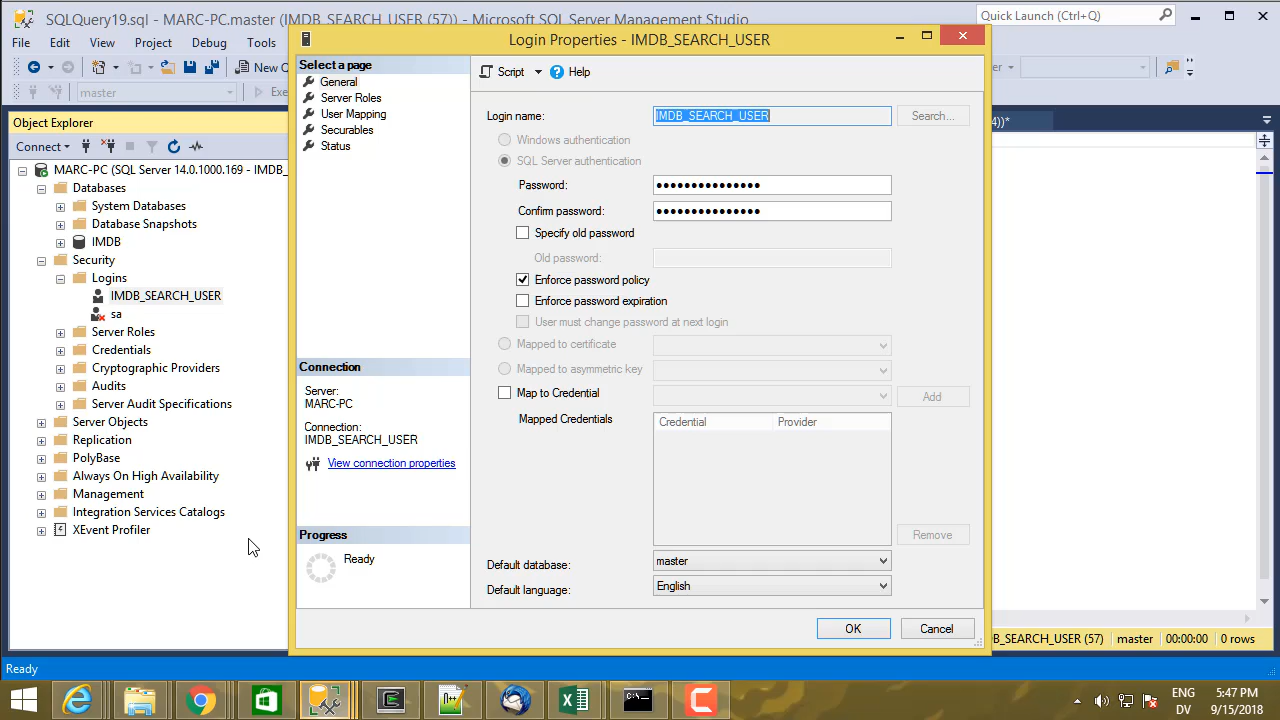 SQLQuery19.sql - MARC-PC.master (IMDB_SEARCH_USER (57)) - Microsoft SQL Server Management Studio
Quick Launch (Ctrl+Q)
File Edit View Project Debug Tools
New Q
master
Exe
Object Explorer
Connect
MARC-PC (SQL Server 14.0.1000.169 - IMDB_
Databases
System Databases
Database Snapshots
IMDB
Security
Logins
IMDB_SEARCH_USER
sa
Server Roles
Credentials
Cryptographic Providers
Audits
Server Audit Specifications
Server Objects
Replication
PolyBase
Always On High Availability
Management
Integration Services Catalogs
XEvent Profiler
Login Properties - IMDB_SEARCH_USER
Select a page
General
Server Roles
User Mapping
Securables
Status
Connection
Server:
MARC-PC
Connection:
IMDB_SEARCH_USER
View connection properties
Progress
Ready
Script Help
Login name: IMDB_SEARCH_USER Search...
Windows authentication
SQL Server authentication
Password: ●●●●●●●●●●●●●●●
Confirm password: ●●●●●●●●●●●●●●●
Specify old password
Old password:
Enforce password policy
Enforce password expiration
User must change password at next login
Mapped to certificate
Mapped to asymmetric key
Map to Credential Add
Mapped Credentials Credential Provider
Remove
Default database: master
Default language: English
OK Cancel
4))*
DB_SEARCH_USER (57) master 00:00:00 0 rows
Ready
ENG 5:47 PM
DV 9/15/2018